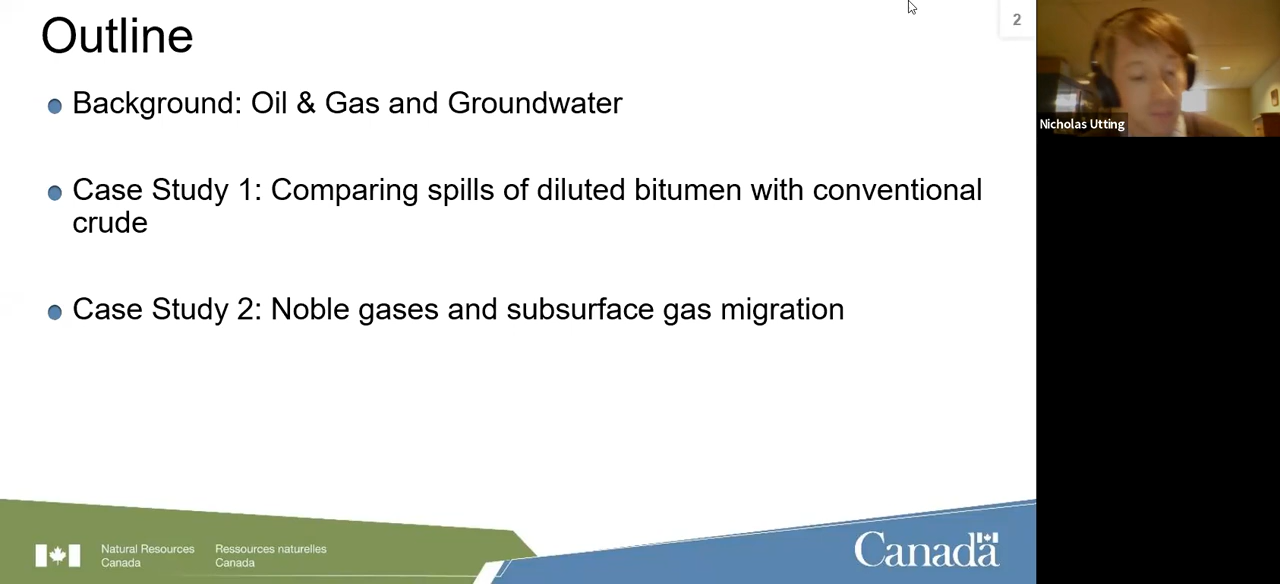 Outline
2
Background: Oil & Gas and Groundwater
Nicholas Utting
Case Study 1: Comparing spills of diluted bitumen with conventional
crude
Case Study 2: Noble gases and subsurface gas migration
Natural Resources
Canada
Ressources naturelles
Canada
Canada